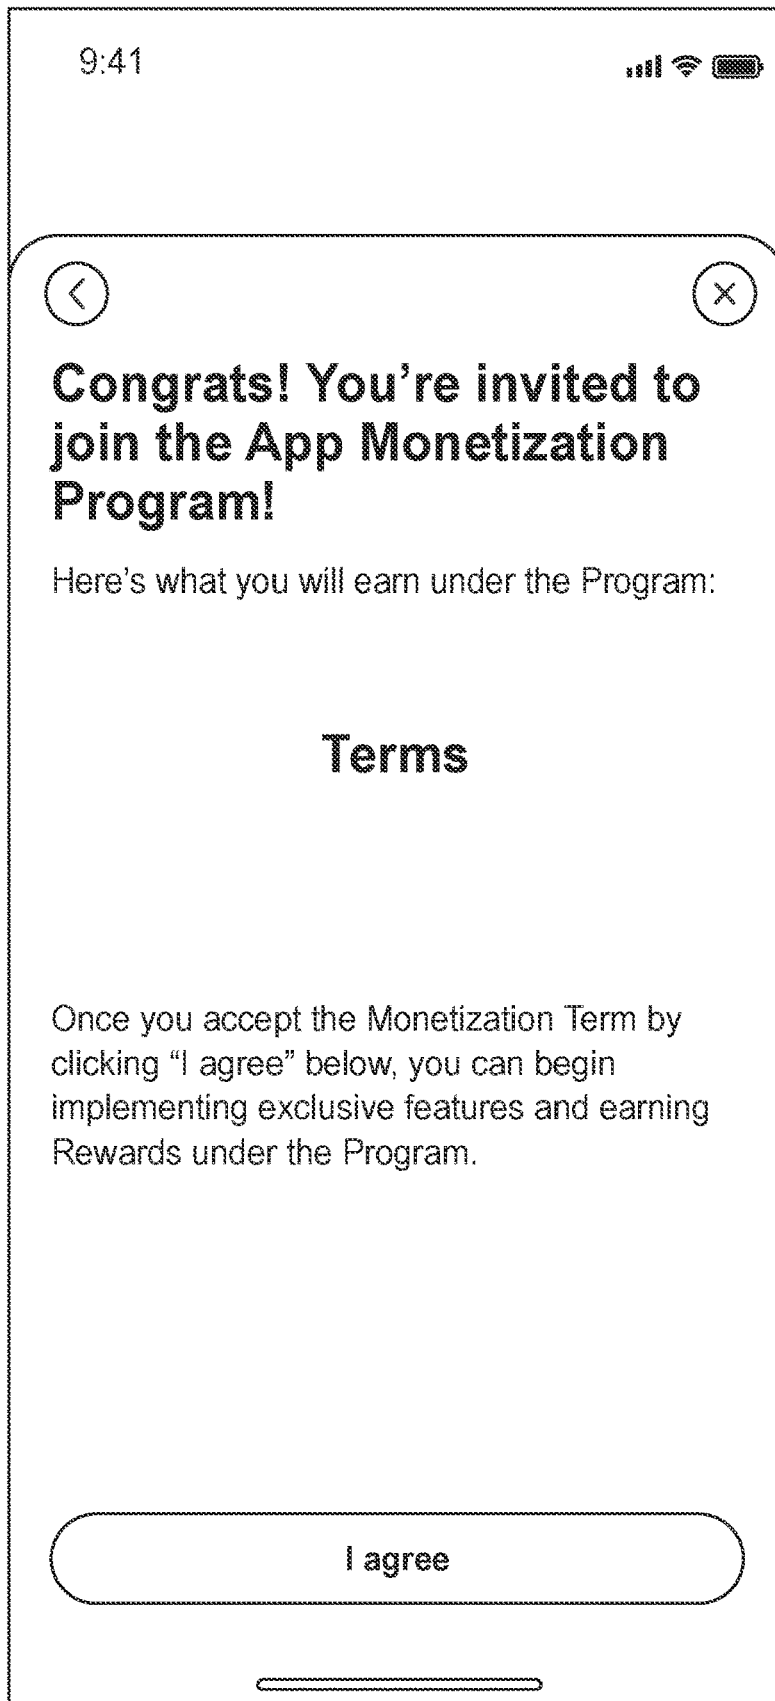 9:41
Congrats! You’re invited to
join the App Monetization
Program!
Here’s what you will earn under the Program:
Terms
Once you accept the Monetization Term by
clicking “I agree” below, you can begin
implementing exclusive features and earning
Rewards under the Program.
I agree